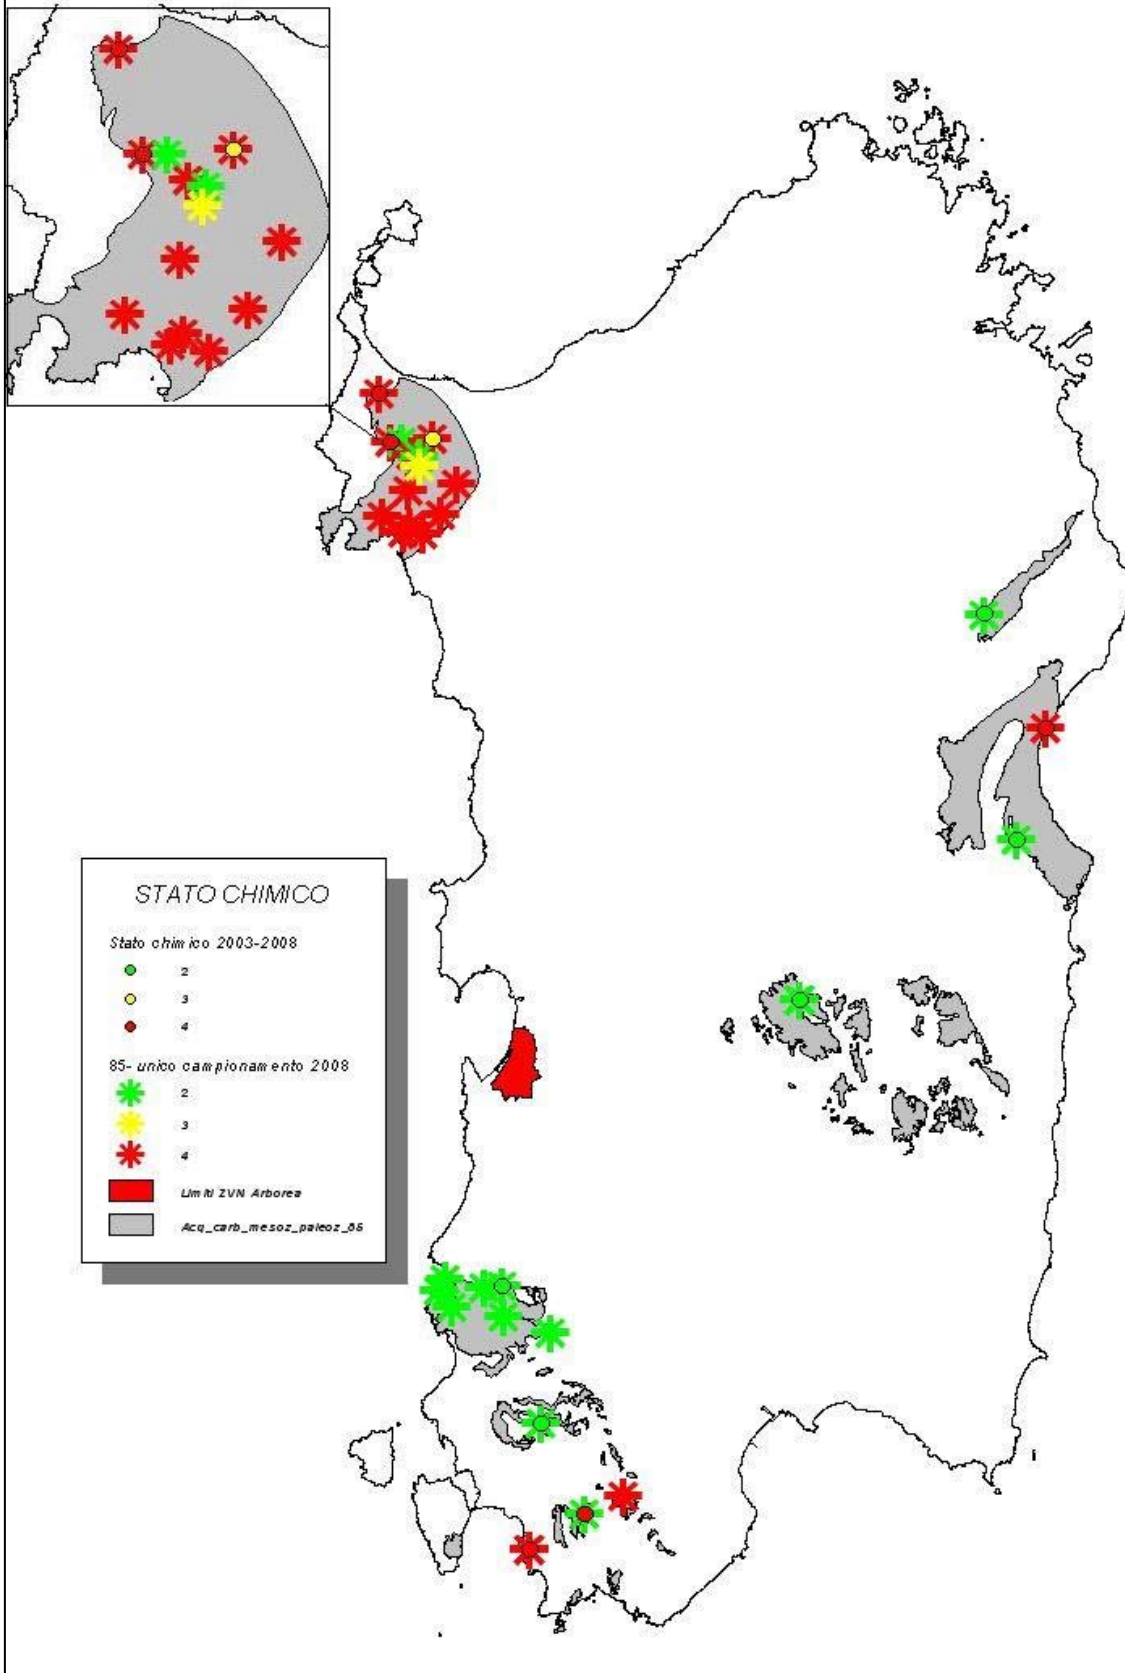 STATO CHIMICO
Stato chimico 2003-2008
2
3
4
85- unico campionamento 2008
2
3
4
Limiti ZVN Arborea
Acq_carb_mesoz_paleoz_85